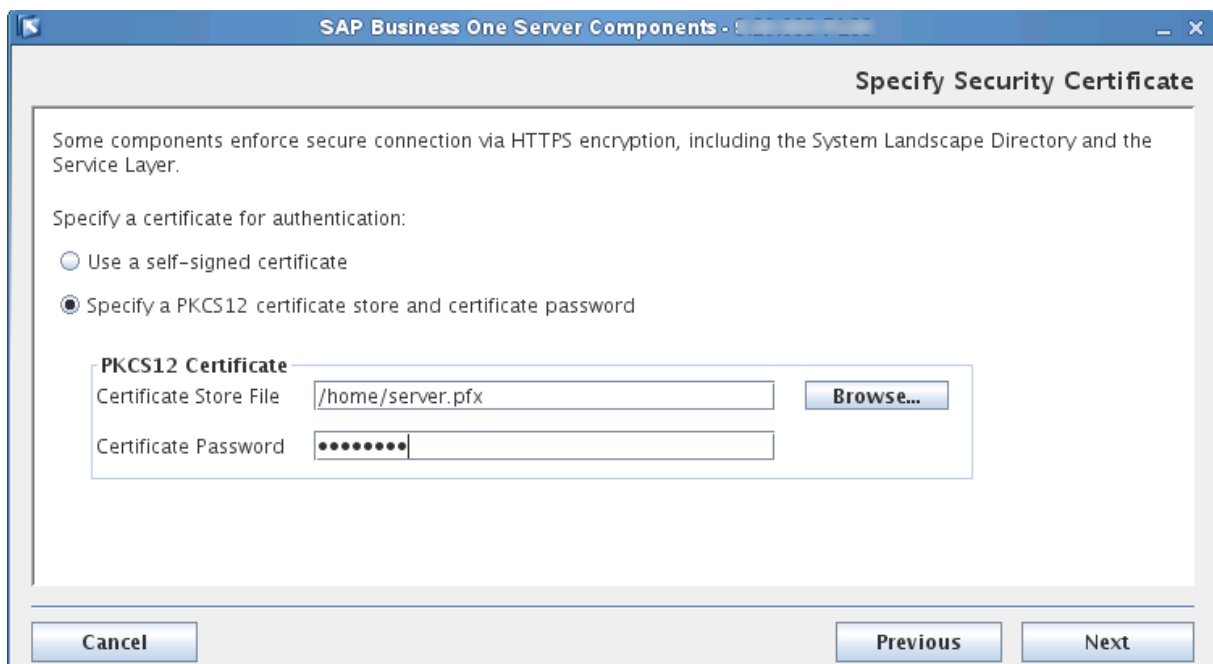 SAP Business One Server Components -
Specify Security Certificate
Some components enforce secure connection via HTTPS encryption, including the System Landscape Directory and the
Service Layer.
Specify a certificate for authentication:
Use a self-signed certificate
Specify a PKCS12 certificate store and certificate password
PKCS12 Certificate
Certificate Store File /home/server.pfx Browse...
Certificate Password ••••••••
Cancel Previous Next